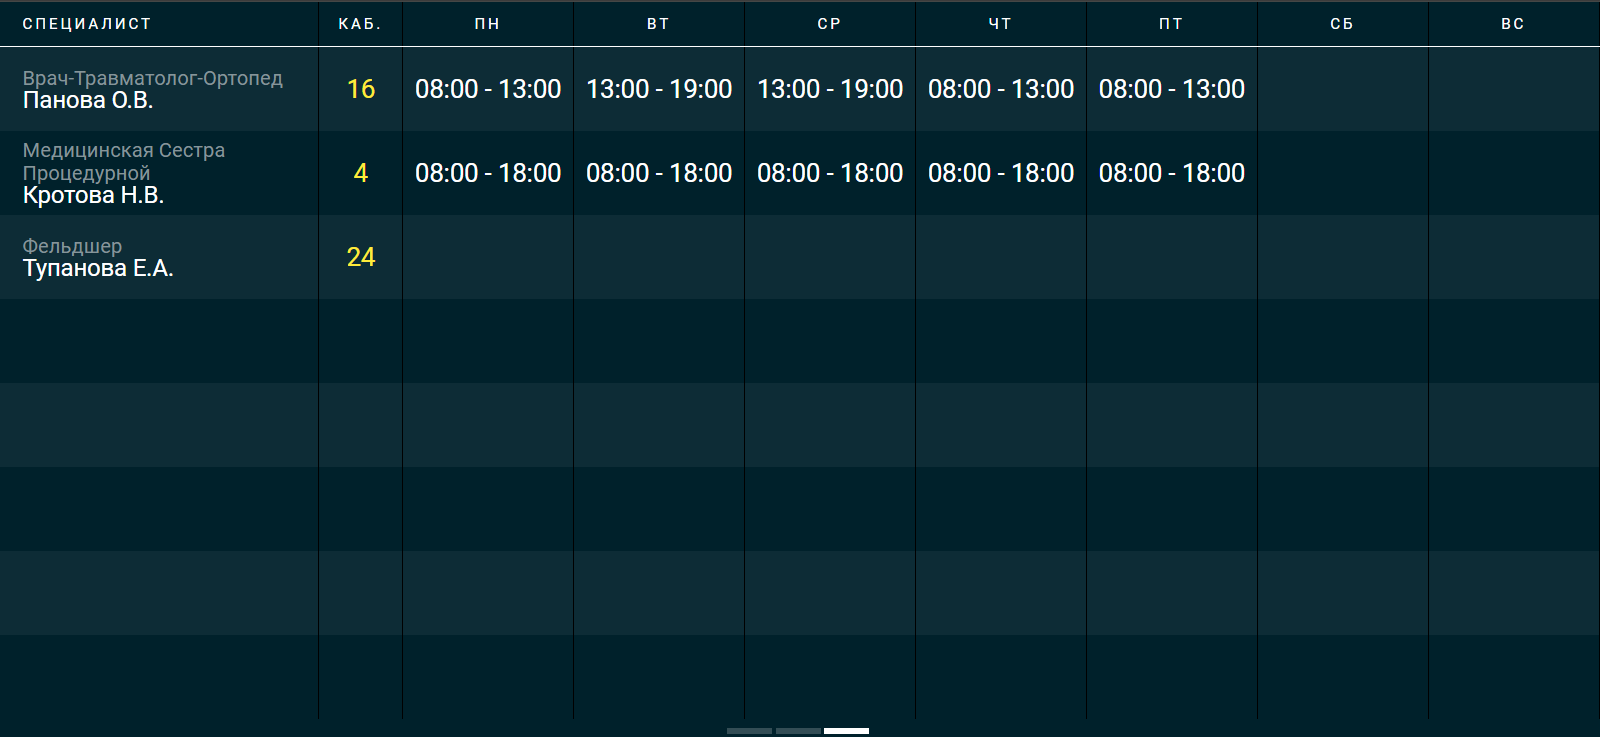 СПЕЦИАЛИСТ КАБ. ПН ВТ СР ЧТ ПТ СБ ВС
Врач-Травматолог-Ортопед
Панова О.В.
16 08:00 - 13:00 13:00 - 19:00 13:00 - 19:00 08:00 - 13:00 08:00 - 13:00
Медицинская Сестра
Процедурной
Кротова Н.В.
4 08:00 - 18:00 08:00 - 18:00 08:00 - 18:00 08:00 - 18:00 08:00 - 18:00
Фельдшер
Тупанова Е.А.
24